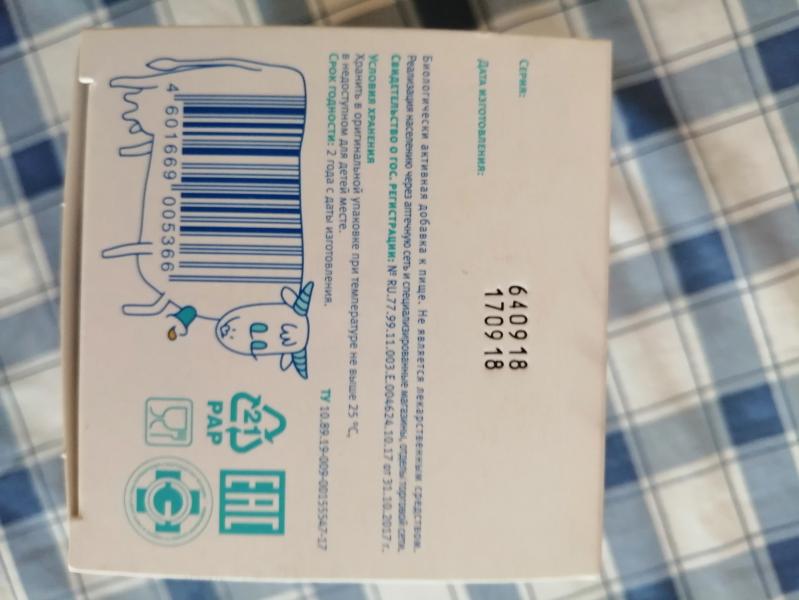 Серия:
640918
Дата изготовления:
170918
Биологически активная добавка к пище. Не является лекарственным средством.
Реализация населению через аптечную сеть и специализированные магазины, отделы торговой сети.
Свидетельство о гос. регистрации: № RU.77.99.11.003.E.004624.10.17 от 31.10.2017 г.
Условия хранения
Хранить в оригинальной упаковке при температуре не выше 25 °С,
в недоступном для детей месте.
Срок годности: 2 года с даты изготовления.
ТУ 10.89.19-009-00155547-17
4 601669 005366
21
PAP
ЕАС